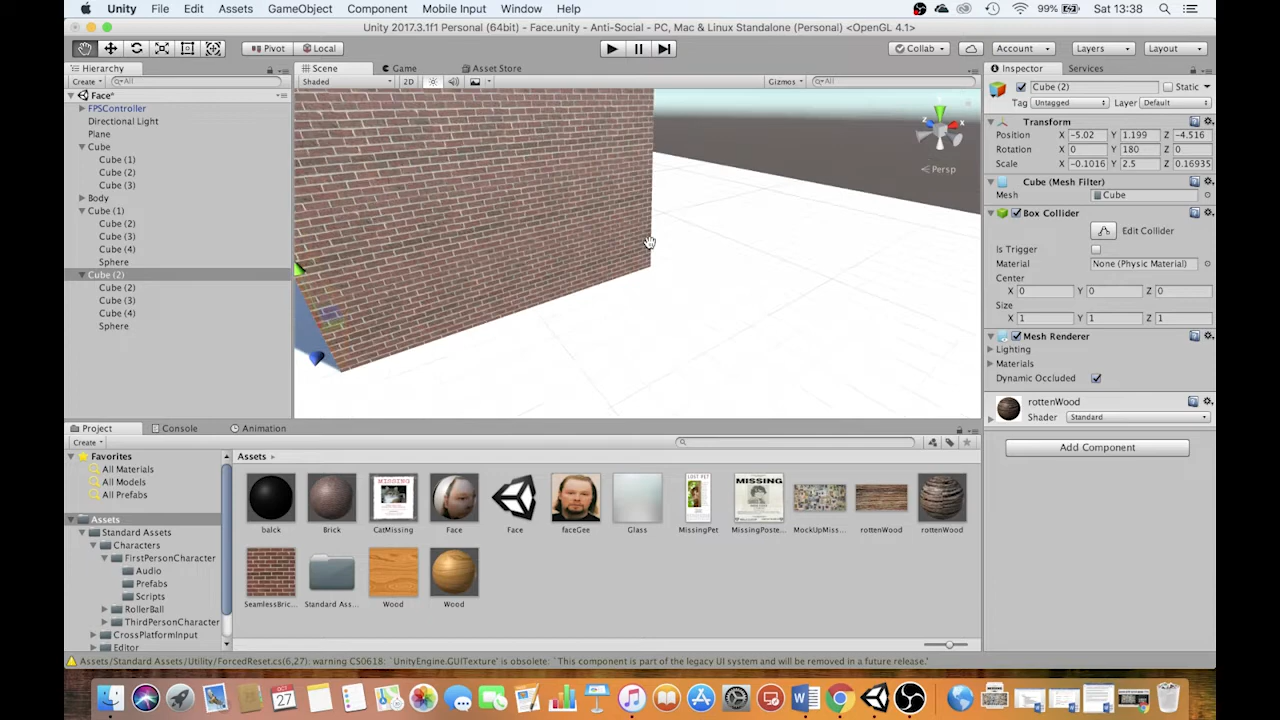 Unity File Edit Assets GameObject Component Mobile Input Window Help 99% Sat 13:38
Unity 2017.3.1f1 Personal (64bit) - Face.unity - Anti-Social - PC, Mac & Linux Standalone (Personal) <OpenGL 4.1>
Pivot Local Collab Account Layers Layout
Hierarchy Scene Game Asset Store Inspector Services
Create All Shaded 2D Gizmos All Cube (2) Static
Face*
Tag Untagged Layer Default
FPSController
Directional Light
Plane
Cube
Cube (1)
Cube (2)
Cube (3)
Body
Cube (1)
Cube (2)
Cube (3)
Cube (4)
Sphere
Cube (2)
Cube (2)
Cube (3)
Cube (4)
Sphere
z x
Persp
Transform
Position X -5.02 Y 1.199 Z -4.516
Rotation X 0 Y 180 Z 0
Scale X -0.1016 Y 2.5 Z 0.16935
Cube (Mesh Filter)
Mesh Cube
Box Collider
Edit Collider
Is Trigger
Material None (Physic Material)
Center
X 0 Y 0 Z 0
Size
X 1 Y 1 Z 1
Mesh Renderer
Lighting
Materials
Dynamic Occluded
rottenWood
Shader Standard
Add Component
Project Console Animation
Create
Favorites
All Materials
All Models
All Prefabs
Assets
Standard Assets
Characters
FirstPersonCharacter
Audio
Prefabs
Scripts
RollerBall
ThirdPersonCharacter
CrossPlatformInput
Editor
Assets
balck Brick CatMissing Face Face faceGee Glass MissingPet MissingPoste... MockUpMiss... rottenWood rottenWood
SeamlessBric... Standard Ass... Wood Wood
MISSING
LOST PET
MISSING
Assets/Standard Assets/Utility/ForcedReset.cs(6,27): warning CS0618: `UnityEngine.GUITexture' is obsolete: `This component is part of the legacy UI system and will be removed in a future release.'
OCT
27